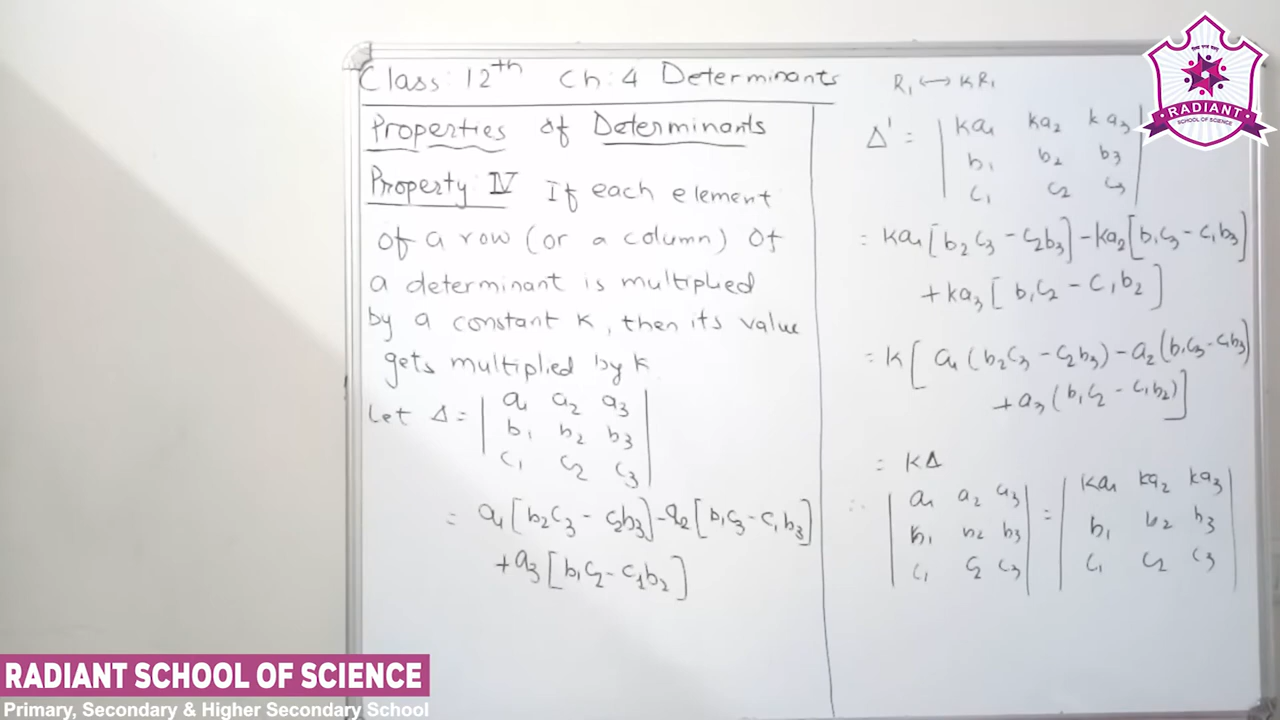 Class: 12th Ch: 4 Determinants
Properties of Determinants
Property IV If each element
of a row (or a column) of
a determinant is multiplied
by a constant K, then its value
gets multiplied by K.
Let Δ = | a1 a2 a3
b1 b2 b3
c1 c2 c3 |
= a1[b2c3 - c2b3] - a2[b1c3 - c1b3]
+ a3[b1c2 - c1b2]
R1 ↔ KR1
Δ' = | Ka1 Ka2 Ka3
b1 b2 b3
c1 c2 c3 |
= Ka1[b2c3 - c2b3] - Ka2[b1c3 - c1b3]
+ Ka3[b1c2 - c1b2]
= K[a1(b2c3 - c2b3) - a2(b1c3 - c1b3)
+ a3(b1c2 - c1b2)]
= KΔ
∴ | a1 a2 a3 | = | Ka1 Ka2 Ka3 |
| b1 b2 b3 | | b1 b2 b3 |
| c1 c2 c3 | | c1 c2 c3 |
RADIANT
SCHOOL OF SCIENCE
RADIANT SCHOOL OF SCIENCE
Primary, Secondary & Higher Secondary School